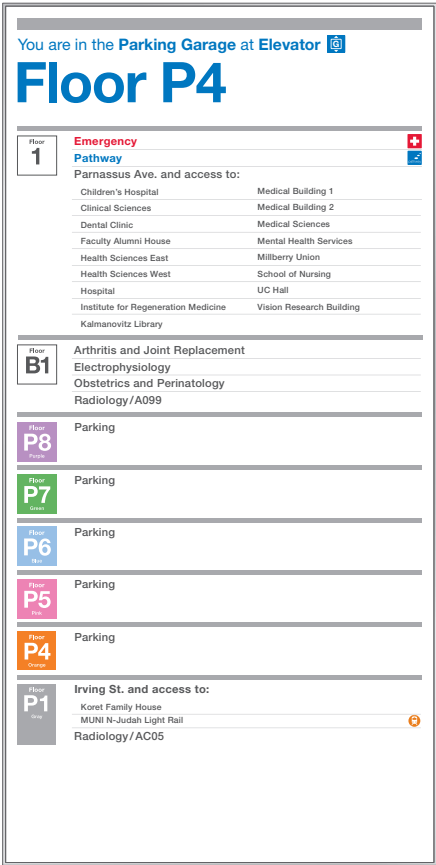 You are in the Parking Garage at Elevator G
Floor P4
Floor
1
Emergency
Pathway
Parnassus Ave. and access to:
Children's Hospital
Clinical Sciences
Dental Clinic
Faculty Alumni House
Health Sciences East
Health Sciences West
Hospital
Institute for Regeneration Medicine
Kalmanovitz Library
Medical Building 1
Medical Building 2
Medical Sciences
Mental Health Services
Millberry Union
School of Nursing
UC Hall
Vision Research Building
Floor
B1
Arthritis and Joint Replacement
Electrophysiology
Obstetrics and Perinatology
Radiology/A099
Floor
P8
Purple
Parking
Floor
P7
Green
Parking
Floor
P6
Blue
Parking
Floor
P5
Pink
Parking
Floor
P4
Orange
Parking
Floor
P1
Gray
Irving St. and access to:
Koret Family House
MUNI N-Judah Light Rail
Radiology/AC05